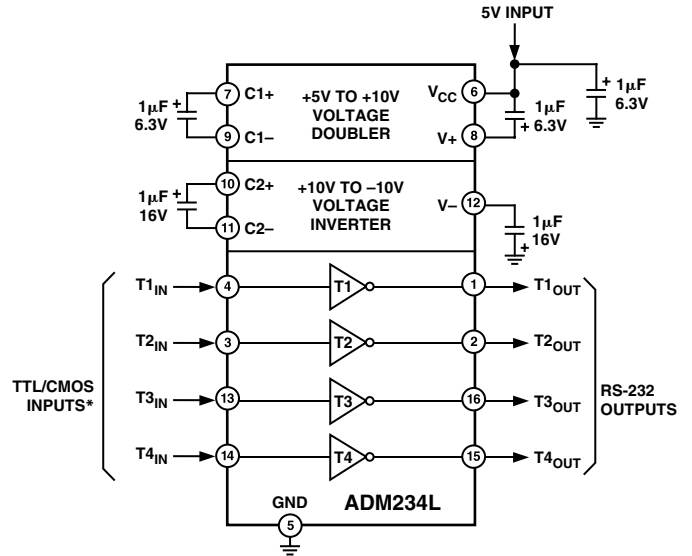 5V INPUT
7 C1+
1µF +
6.3V
9 C1–
+5V TO +10V
VOLTAGE
DOUBLER
VCC 6
V+ 8
1µF
+ 6.3V
+ 1µF
6.3V
10 C2+
1µF +
16V
11 C2–
+10V TO –10V
VOLTAGE
INVERTER
V– 12
1µF
+ 16V
T1IN 4 T1 1 T1OUT
T2IN 3 T2 2 T2OUT
TTL/CMOS
INPUTS*
T3IN 13 T3 16 T3OUT
RS-232
OUTPUTS
T4IN 14 T4 15 T4OUT
GND
5
ADM234L